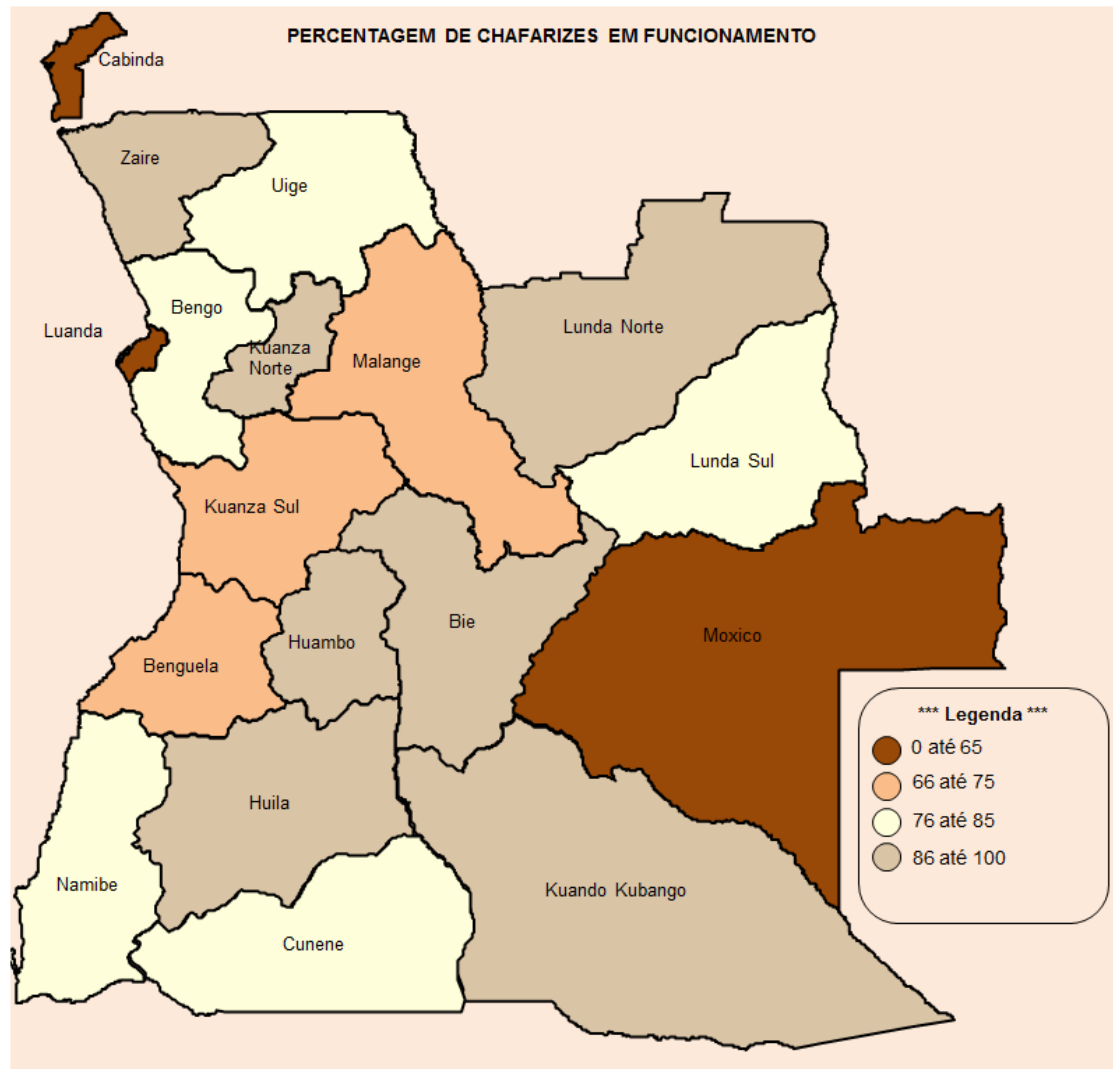 PERCENTAGEM DE CHAFARIZES EM FUNCIONAMENTO
Cabinda
Zaire
Uige
Bengo
Luanda
Kuanza
Norte
Malange
Lunda Norte
Lunda Sul
Kuanza Sul
Bie
Huambo
Moxico
Benguela
Huila
Namibe
Kuando Kubango
Cunene
*** Legenda ***
0 até 65
66 até 75
76 até 85
86 até 100